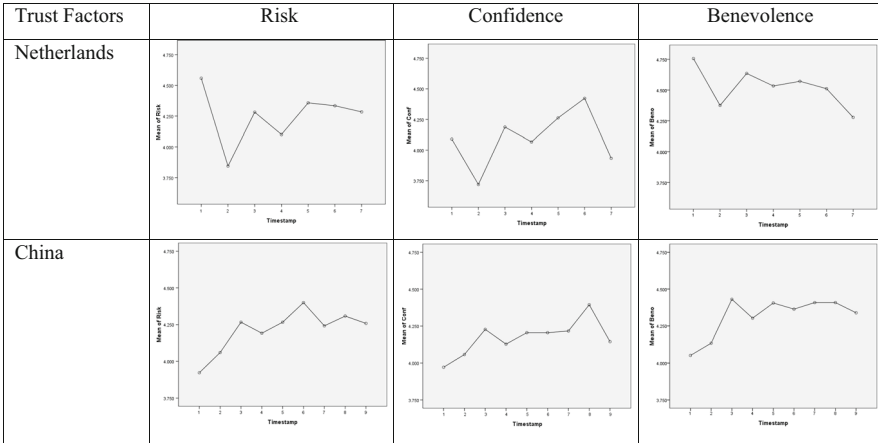 Trust Factors Risk Confidence Benevolence
Netherlands
4.750
4.500
4.250
4.000
3.750
Mean of Risk
1 2 3 4 5 6 7
Timestamp
4.750
4.500
4.250
4.000
3.750
Mean of Conf
1 2 3 4 5 6 7
Timestamp
4.750
4.500
4.250
4.000
3.750
Mean of Beno
1 2 3 4 5 6 7
Timestamp
China
4.750
4.500
4.250
4.000
3.750
Mean of Risk
1 2 3 4 5 6 7 8 9
Timestamp
4.750
4.500
4.250
4.000
3.750
Mean of Conf
1 2 3 4 5 6 7 8 9
Timestamp
4.750
4.500
4.250
4.000
3.750
Mean of Beno
1 2 3 4 5 6 7 8 9
Timestamp